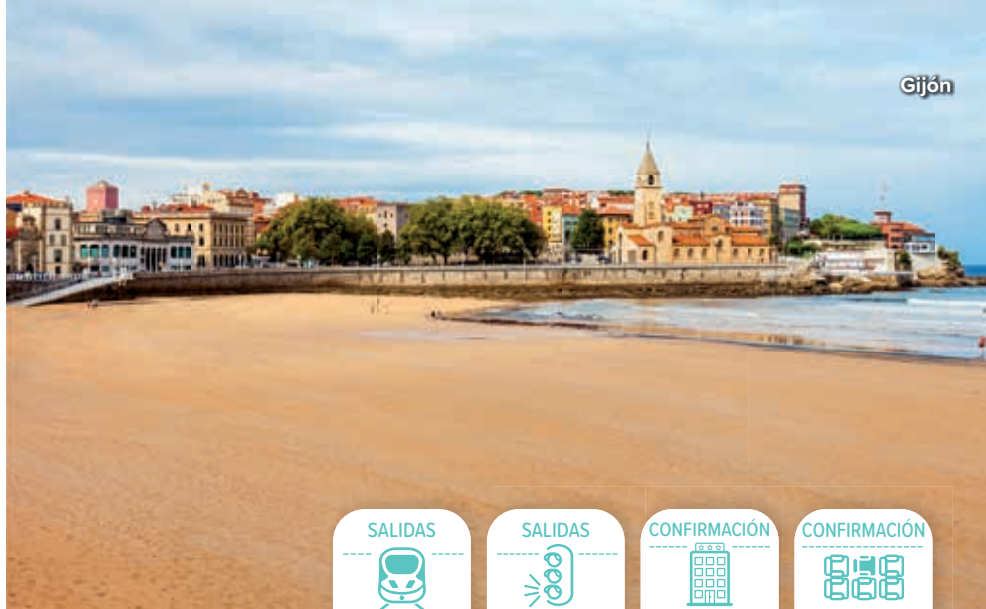 Gijón
SALIDAS
SALIDAS
CONFIRMACIÓN
CONFIRMACIÓN